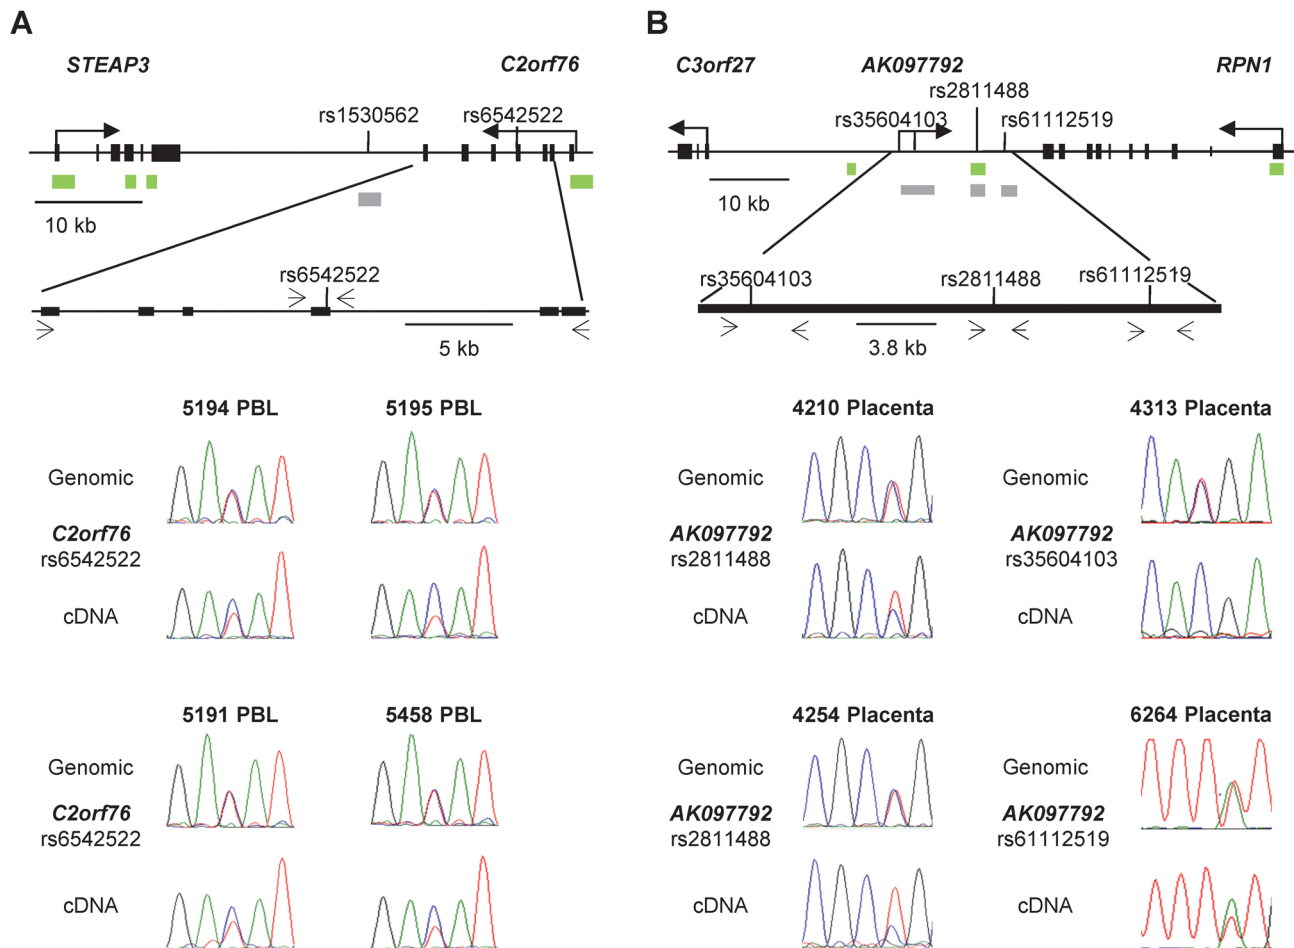 A
STEAP3
C2orf76
rs1530562
rs6542522
10 kb
rs6542522
5 kb
5194 PBL
5195 PBL
Genomic
C2orf76
rs6542522
cDNA
5191 PBL
5458 PBL
Genomic
C2orf76
rs6542522
cDNA
B
C3orf27
AK097792
RPN1
rs2811488
rs35604103
rs61112519
10 kb
rs35604103
rs2811488
rs61112519
3.8 kb
4210 Placenta
4313 Placenta
Genomic
Genomic
AK097792
rs2811488
AK097792
rs35604103
cDNA
cDNA
4254 Placenta
6264 Placenta
Genomic
Genomic
AK097792
rs2811488
AK097792
rs61112519
cDNA
cDNA